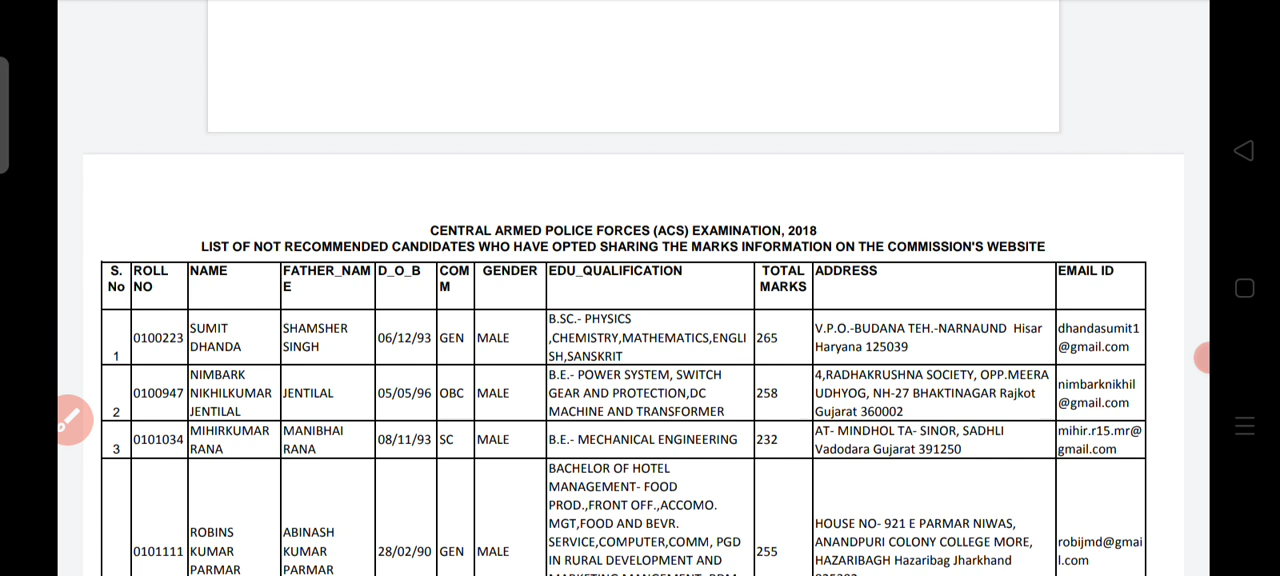 CENTRAL ARMED POLICE FORCES (ACS) EXAMINATION, 2018
LIST OF NOT RECOMMENDED CANDIDATES WHO HAVE OPTED SHARING THE MARKS INFORMATION ON THE COMMISSION'S WEBSITE
S. No ROLL NO NAME FATHER_NAME D_O_B COMM GENDER EDU_QUALIFICATION TOTAL MARKS ADDRESS EMAIL ID
1 0100223 SUMIT DHANDA SHAMSHER SINGH 06/12/93 GEN MALE B.SC.- PHYSICS ,CHEMISTRY,MATHEMATICS,ENGLISH,SANSKRIT 265 V.P.O.-BUDANA TEH.-NARNAUND Hisar Haryana 125039 dhandasumit1@gmail.com
2 0100947 NIMBARK NIKHILKUMAR JENTILAL JENTILAL 05/05/96 OBC MALE B.E.- POWER SYSTEM, SWITCH GEAR AND PROTECTION,DC MACHINE AND TRANSFORMER 258 4,RADHAKRUSHNA SOCIETY, OPP.MEERA UDHYOG, NH-27 BHAKTINAGAR Rajkot Gujarat 360002 nimbarknikhil@gmail.com
3 0101034 MIHIRKUMAR RANA MANIBHAI RANA 08/11/93 SC MALE B.E.- MECHANICAL ENGINEERING 232 AT- MINDHOL TA- SINOR, SADHLI Vadodara Gujarat 391250 mihir.r15.mr@gmail.com
0101111 ROBINS KUMAR PARMAR ABINASH KUMAR PARMAR 28/02/90 GEN MALE BACHELOR OF HOTEL MANAGEMENT- FOOD PROD.,FRONT OFF.,ACCOMO. MGT,FOOD AND BEVR. SERVICE,COMPUTER,COMM, PGD IN RURAL DEVELOPMENT AND 255 HOUSE NO- 921 E PARMAR NIWAS, ANANDPURI COLONY COLLEGE MORE, HAZARIBAGH Hazaribag Jharkhand robijmd@gmail.com